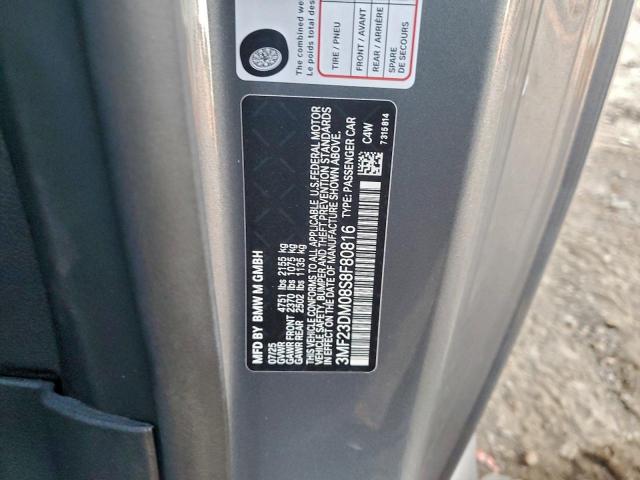 The combined we
Le poids total des
TIRE / PNEU
FRONT / AVANT
REAR / ARRIÈRE
SPARE
DE SECOURS
MFD BY BMW M GMBH
07/25
GVWR 4751 lbs 2155 kg
GAWR FRONT 2370 lbs 1075 kg
GAWR REAR 2502 lbs 1135 kg
THIS VEHICLE CONFORMS TO ALL APPLICABLE U.S.FEDERAL MOTOR
VEHICLE SAFETY, BUMPER AND THEFT PREVENTION STANDARDS
IN EFFECT ON THE DATE OF MANUFACTURE SHOWN ABOVE.
3MF23DM08S8F80816 TYPE: PASSENGER CAR
C4W
7315814